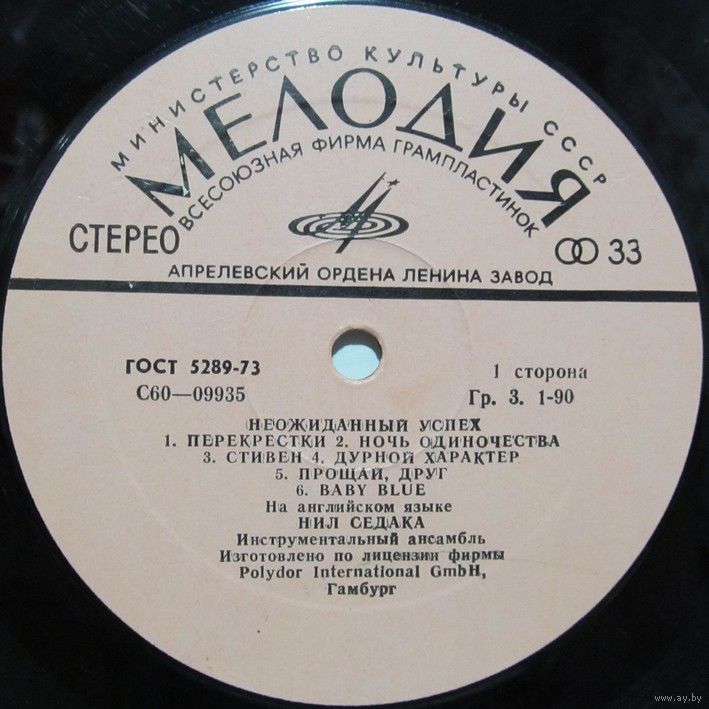 МИНИСТЕРСТВО КУЛЬТУРЫ СССР
МЕЛОДИЯ
ВСЕСОЮЗНАЯ ФИРМА ГРАМПЛАСТИНОК
СТЕРЕО
33
АПРЕЛЕВСКИЙ ОРДЕНА ЛЕНИНА ЗАВОД
ГОСТ 5289-73
1 сторона
С60—09935
Гр. 3. 1-90
НЕОЖИДАННЫЙ УСПЕХ
1. ПЕРЕКРЕСТКИ 2. НОЧЬ ОДИНОЧЕСТВА
3. СТИВЕН 4. ДУРНОЙ ХАРАКТЕР
5. ПРОЩАЙ, ДРУГ
6. BABY BLUE
На английском языке
НИЛ СЕДАКА
Инструментальный ансамбль
Изготовлено по лицензии фирмы
Polydor International GmbH,
Гамбург
www.ay.by